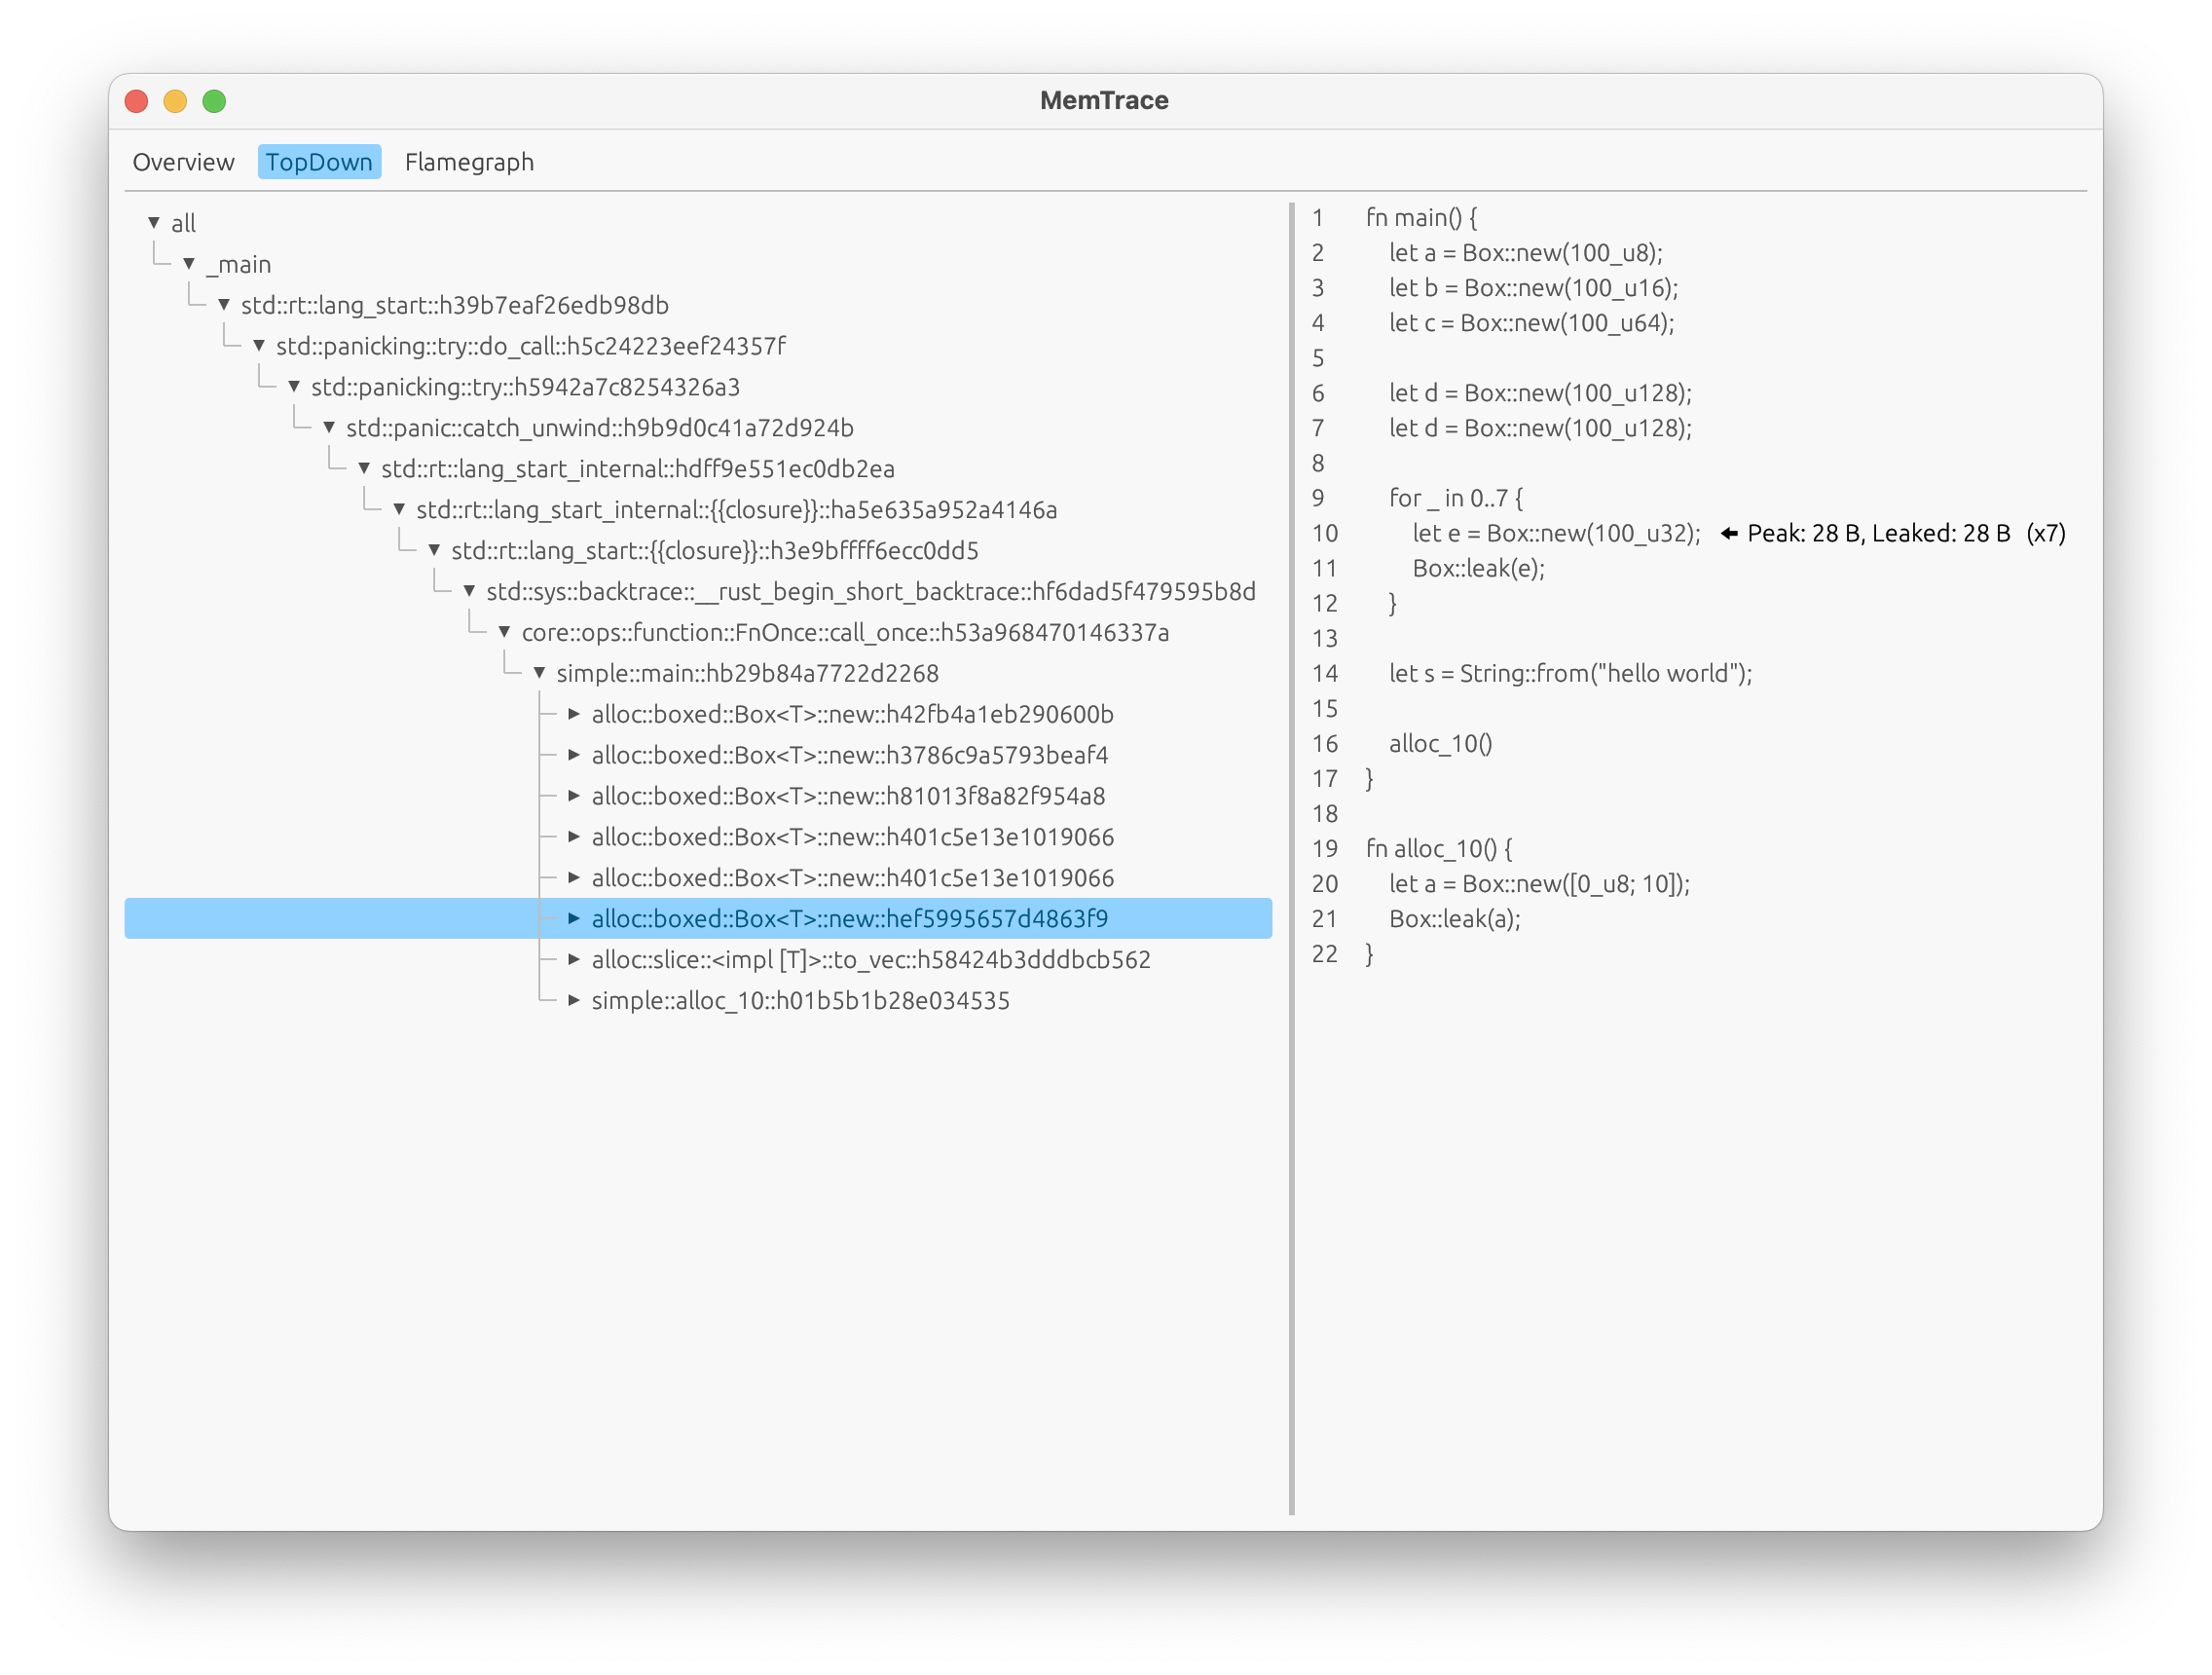 MemTrace
Overview TopDown Flamegraph
all
_main
std::rt::lang_start::h39b7eaf26edb98db
std::panicking::try::do_call::h5c24223eef24357f
std::panicking::try::h5942a7c8254326a3
std::panic::catch_unwind::h9b9d0c41a72d924b
std::rt::lang_start_internal::hdff9e551ec0db2ea
std::rt::lang_start_internal::{{closure}}::ha5e635a952a4146a
std::rt::lang_start::{{closure}}::h3e9bffff6ecc0dd5
std::sys::backtrace::__rust_begin_short_backtrace::hf6dad5f479595b8d
core::ops::function::FnOnce::call_once::h53a968470146337a
simple::main::hb29b84a7722d2268
alloc::boxed::Box<T>::new::h42fb4a1eb290600b
alloc::boxed::Box<T>::new::h3786c9a5793beaf4
alloc::boxed::Box<T>::new::h81013f8a82f954a8
alloc::boxed::Box<T>::new::h401c5e13e1019066
alloc::boxed::Box<T>::new::h401c5e13e1019066
alloc::boxed::Box<T>::new::hef5995657d4863f9
alloc::slice::<impl [T]>::to_vec::h58424b3dddbcb562
simple::alloc_10::h01b5b1b28e034535
1 fn main() {
2 let a = Box::new(100_u8);
3 let b = Box::new(100_u16);
4 let c = Box::new(100_u64);
5
6 let d = Box::new(100_u128);
7 let d = Box::new(100_u128);
8
9 for _ in 0..7 {
10 let e = Box::new(100_u32); ⬅ Peak: 28 B, Leaked: 28 B (x7)
11 Box::leak(e);
12 }
13
14 let s = String::from("hello world");
15
16 alloc_10()
17 }
18
19 fn alloc_10() {
20 let a = Box::new([0_u8; 10]);
21 Box::leak(a);
22 }